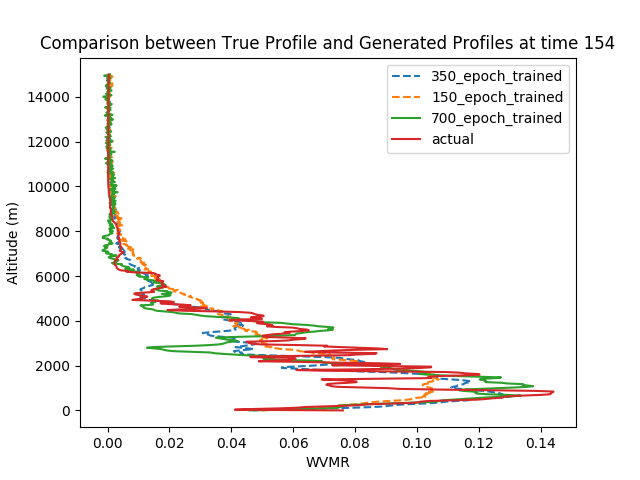 Comparison between True Profile and Generated Profiles at time 154
350_epoch_trained
150_epoch_trained
700_epoch_trained
actual
14000
12000
10000
8000
6000
4000
2000
0
Altitude (m)
0.00 0.02 0.04 0.06 0.08 0.10 0.12 0.14
WVMR